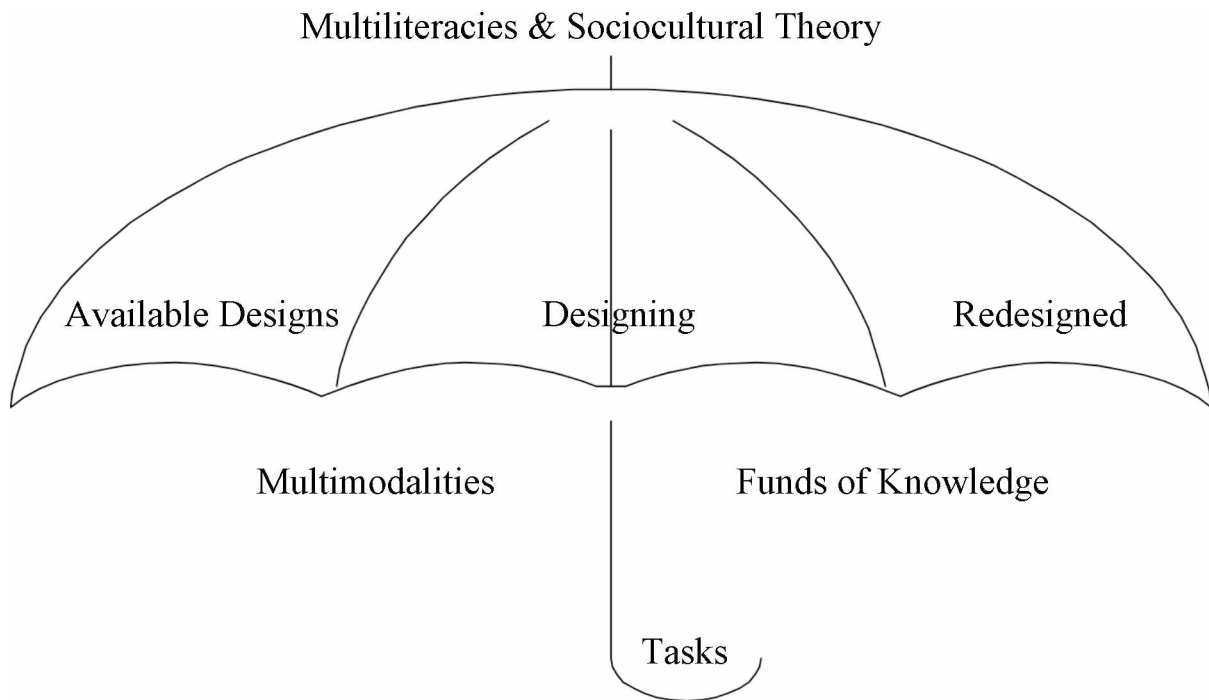 Multiliteracies & Sociocultural Theory
Available Designs
Designing
Redesigned
Multimodalities
Funds of Knowledge
Tasks